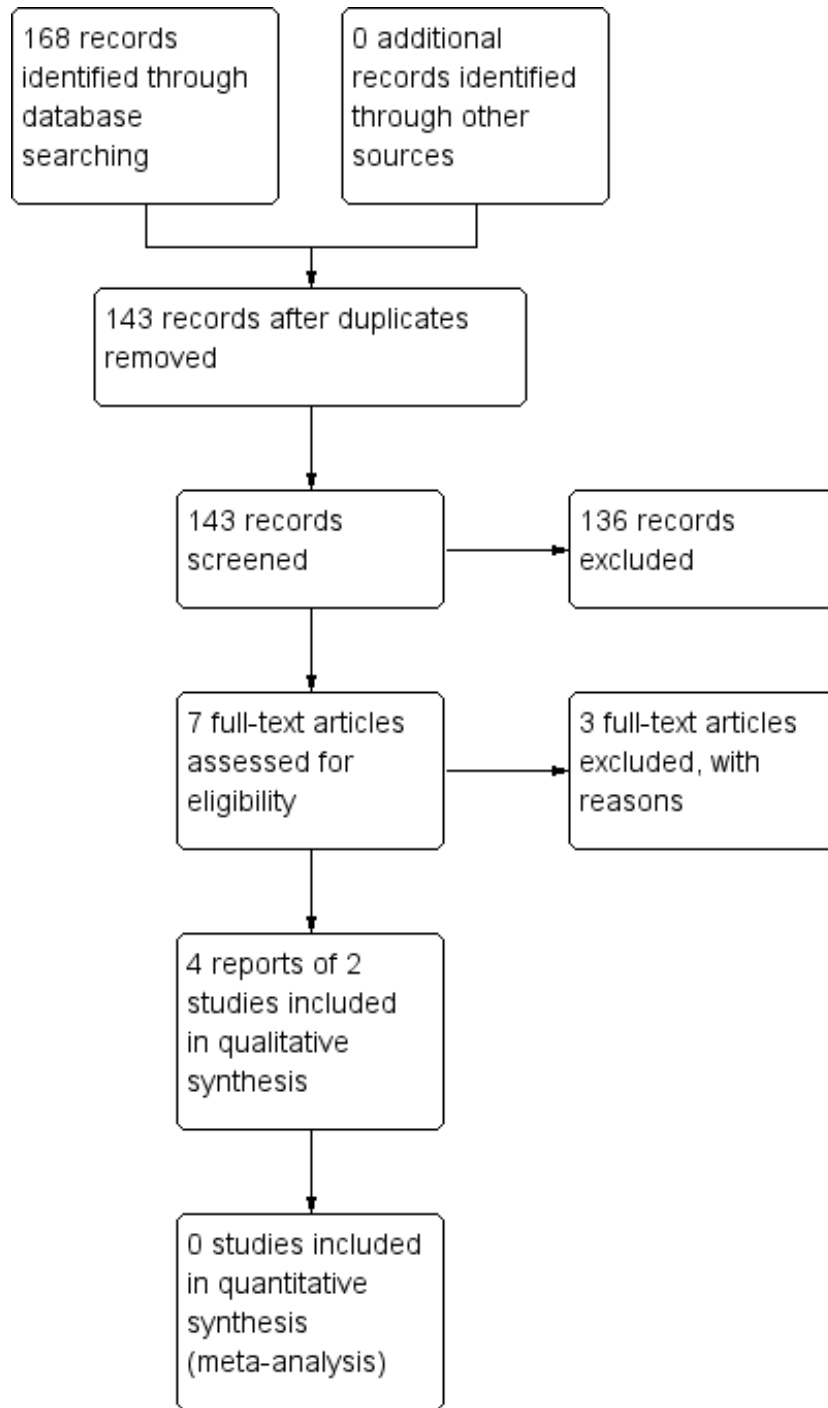 168 records
identified through
database
searching
0 additional
records identified
through other
sources
143 records after duplicates
removed
143 records
screened
136 records
excluded
7 full-text articles
assessed for
eligibility
3 full-text articles
excluded, with
reasons
4 reports of 2
studies included
in qualitative
synthesis
0 studies included
in quantitative
synthesis
(meta-analysis)